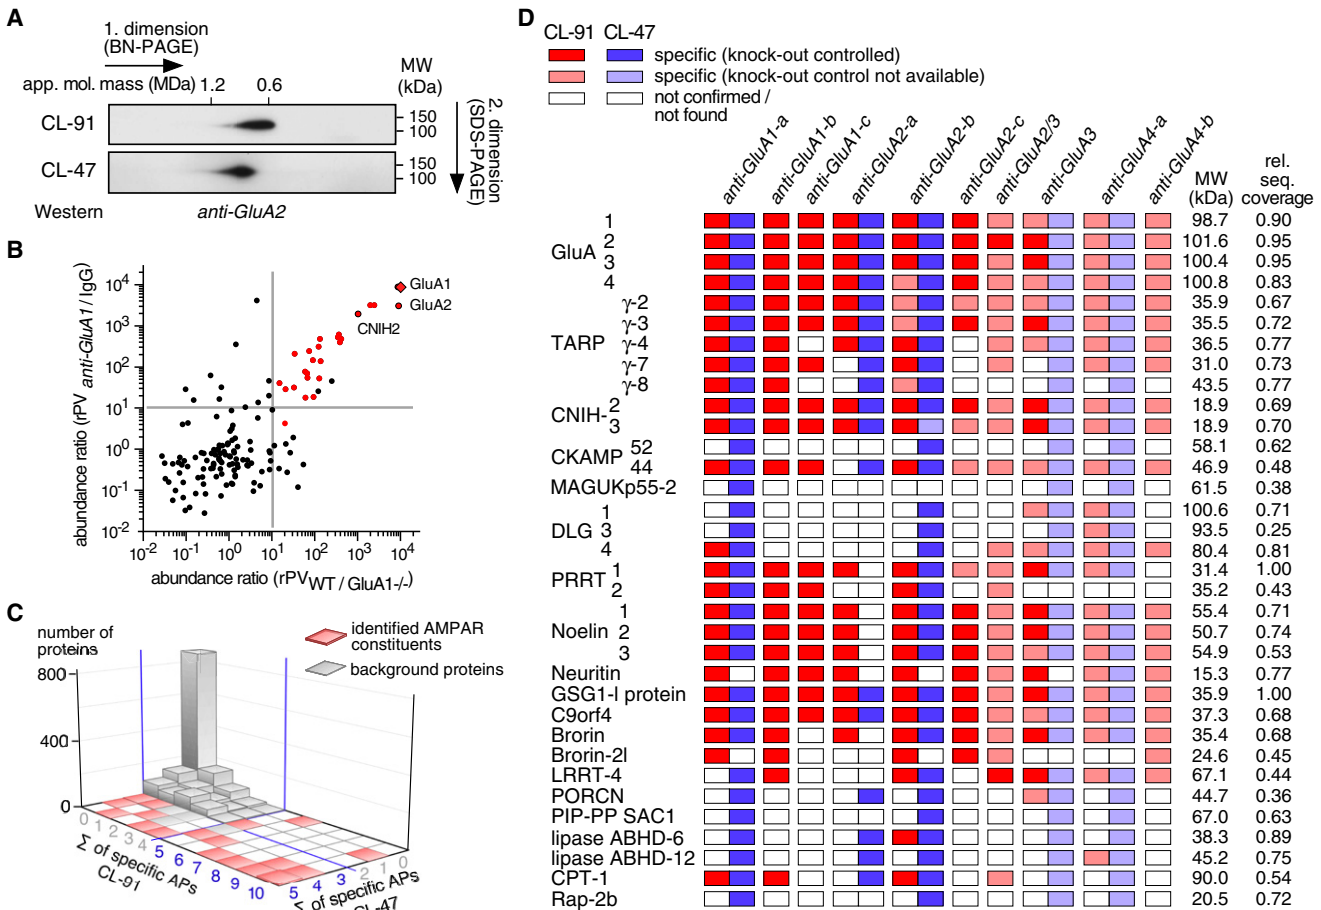 A
1. dimension
(BN-PAGE)
app. mol. mass (MDa) 1.2 0.6
MW
(kDa)
CL-91
150
100
CL-47
150
100
2. dimension
(SDS-PAGE)
Western anti-GluA2
B
abundance ratio (rPV anti-GluA1 / IgG)
10^4
10^3
10^2
10^1
10^0
10^-1
10^-2
GluA1
GluA2
CNIH2
10^-2 10^-1 10^0 10^1 10^2 10^3 10^4
abundance ratio (rPV WT / GluA1-/-)
C
number of
proteins
800
400
0
identified AMPAR
constituents
background proteins
0 1 2 3 4 5 6 7 8 9 10
Σ of specific APs
CL-91
5 4 3 2 1 0
Σ of specific APs
CL-47
D
CL-91 CL-47
specific (knock-out controlled)
specific (knock-out control not available)
not confirmed /
not found
anti-GluA1-a
anti-GluA1-b
anti-GluA1-c
anti-GluA2-a
anti-GluA2-b
anti-GluA2-c
anti-GluA2/3
anti-GluA3
anti-GluA4-a
anti-GluA4-b
MW
(kDa)
rel.
seq.
coverage
GluA
1 98.7 0.90
2 101.6 0.95
3 100.4 0.95
4 100.8 0.83
TARP
γ-2 35.9 0.67
γ-3 35.5 0.72
γ-4 36.5 0.77
γ-7 31.0 0.73
γ-8 43.5 0.77
CNIH-
2 18.9 0.69
3 18.9 0.70
CKAMP
52 58.1 0.62
44 46.9 0.48
MAGUKp55-2 61.5 0.38
DLG
1 100.6 0.71
3 93.5 0.25
4 80.4 0.81
PRRT
1 31.4 1.00
2 35.2 0.43
Noelin
1 55.4 0.71
2 50.7 0.74
3 54.9 0.53
Neuritin 15.3 0.77
GSG1-l protein 35.9 1.00
C9orf4 37.3 0.68
Brorin 35.4 0.68
Brorin-2l 24.6 0.45
LRRT-4 67.1 0.44
PORCN 44.7 0.36
PIP-PP SAC1 67.0 0.63
lipase ABHD-6 38.3 0.89
lipase ABHD-12 45.2 0.75
CPT-1 90.0 0.54
Rap-2b 20.5 0.72